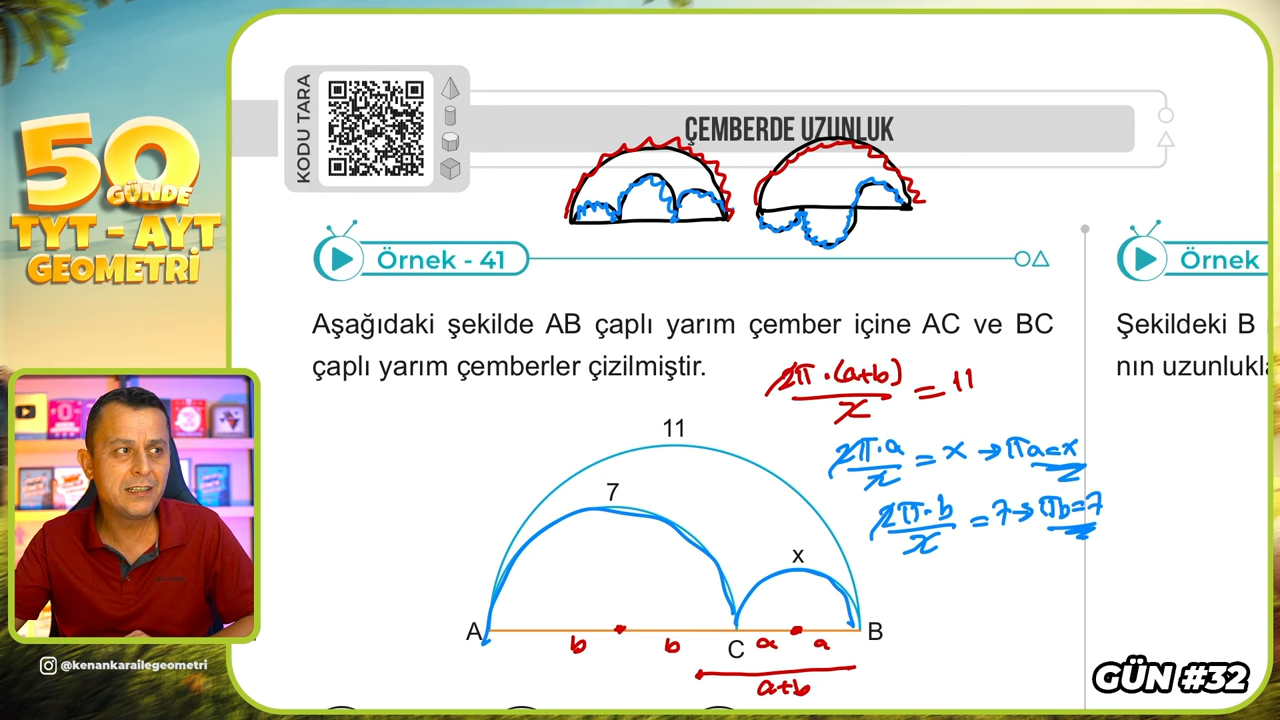 50
GÜNDE
TYT - AYT
GEOMETRİ
KODU TARA
ÇEMBERDE UZUNLUK
Örnek - 41
Örnek
Aşağıdaki şekilde AB çaplı yarım çember içine AC ve BC
çaplı yarım çemberler çizilmiştir.
Şekildeki B
nın uzunlukla
2π·(a+b)/2 = 11
2π·a/2 = x → πa=x
2π·b/2 = 7 → πb=7
11
7
x
A
B
C
b
b
a
a
a+b
@kenankarailegeometri
GÜN #32